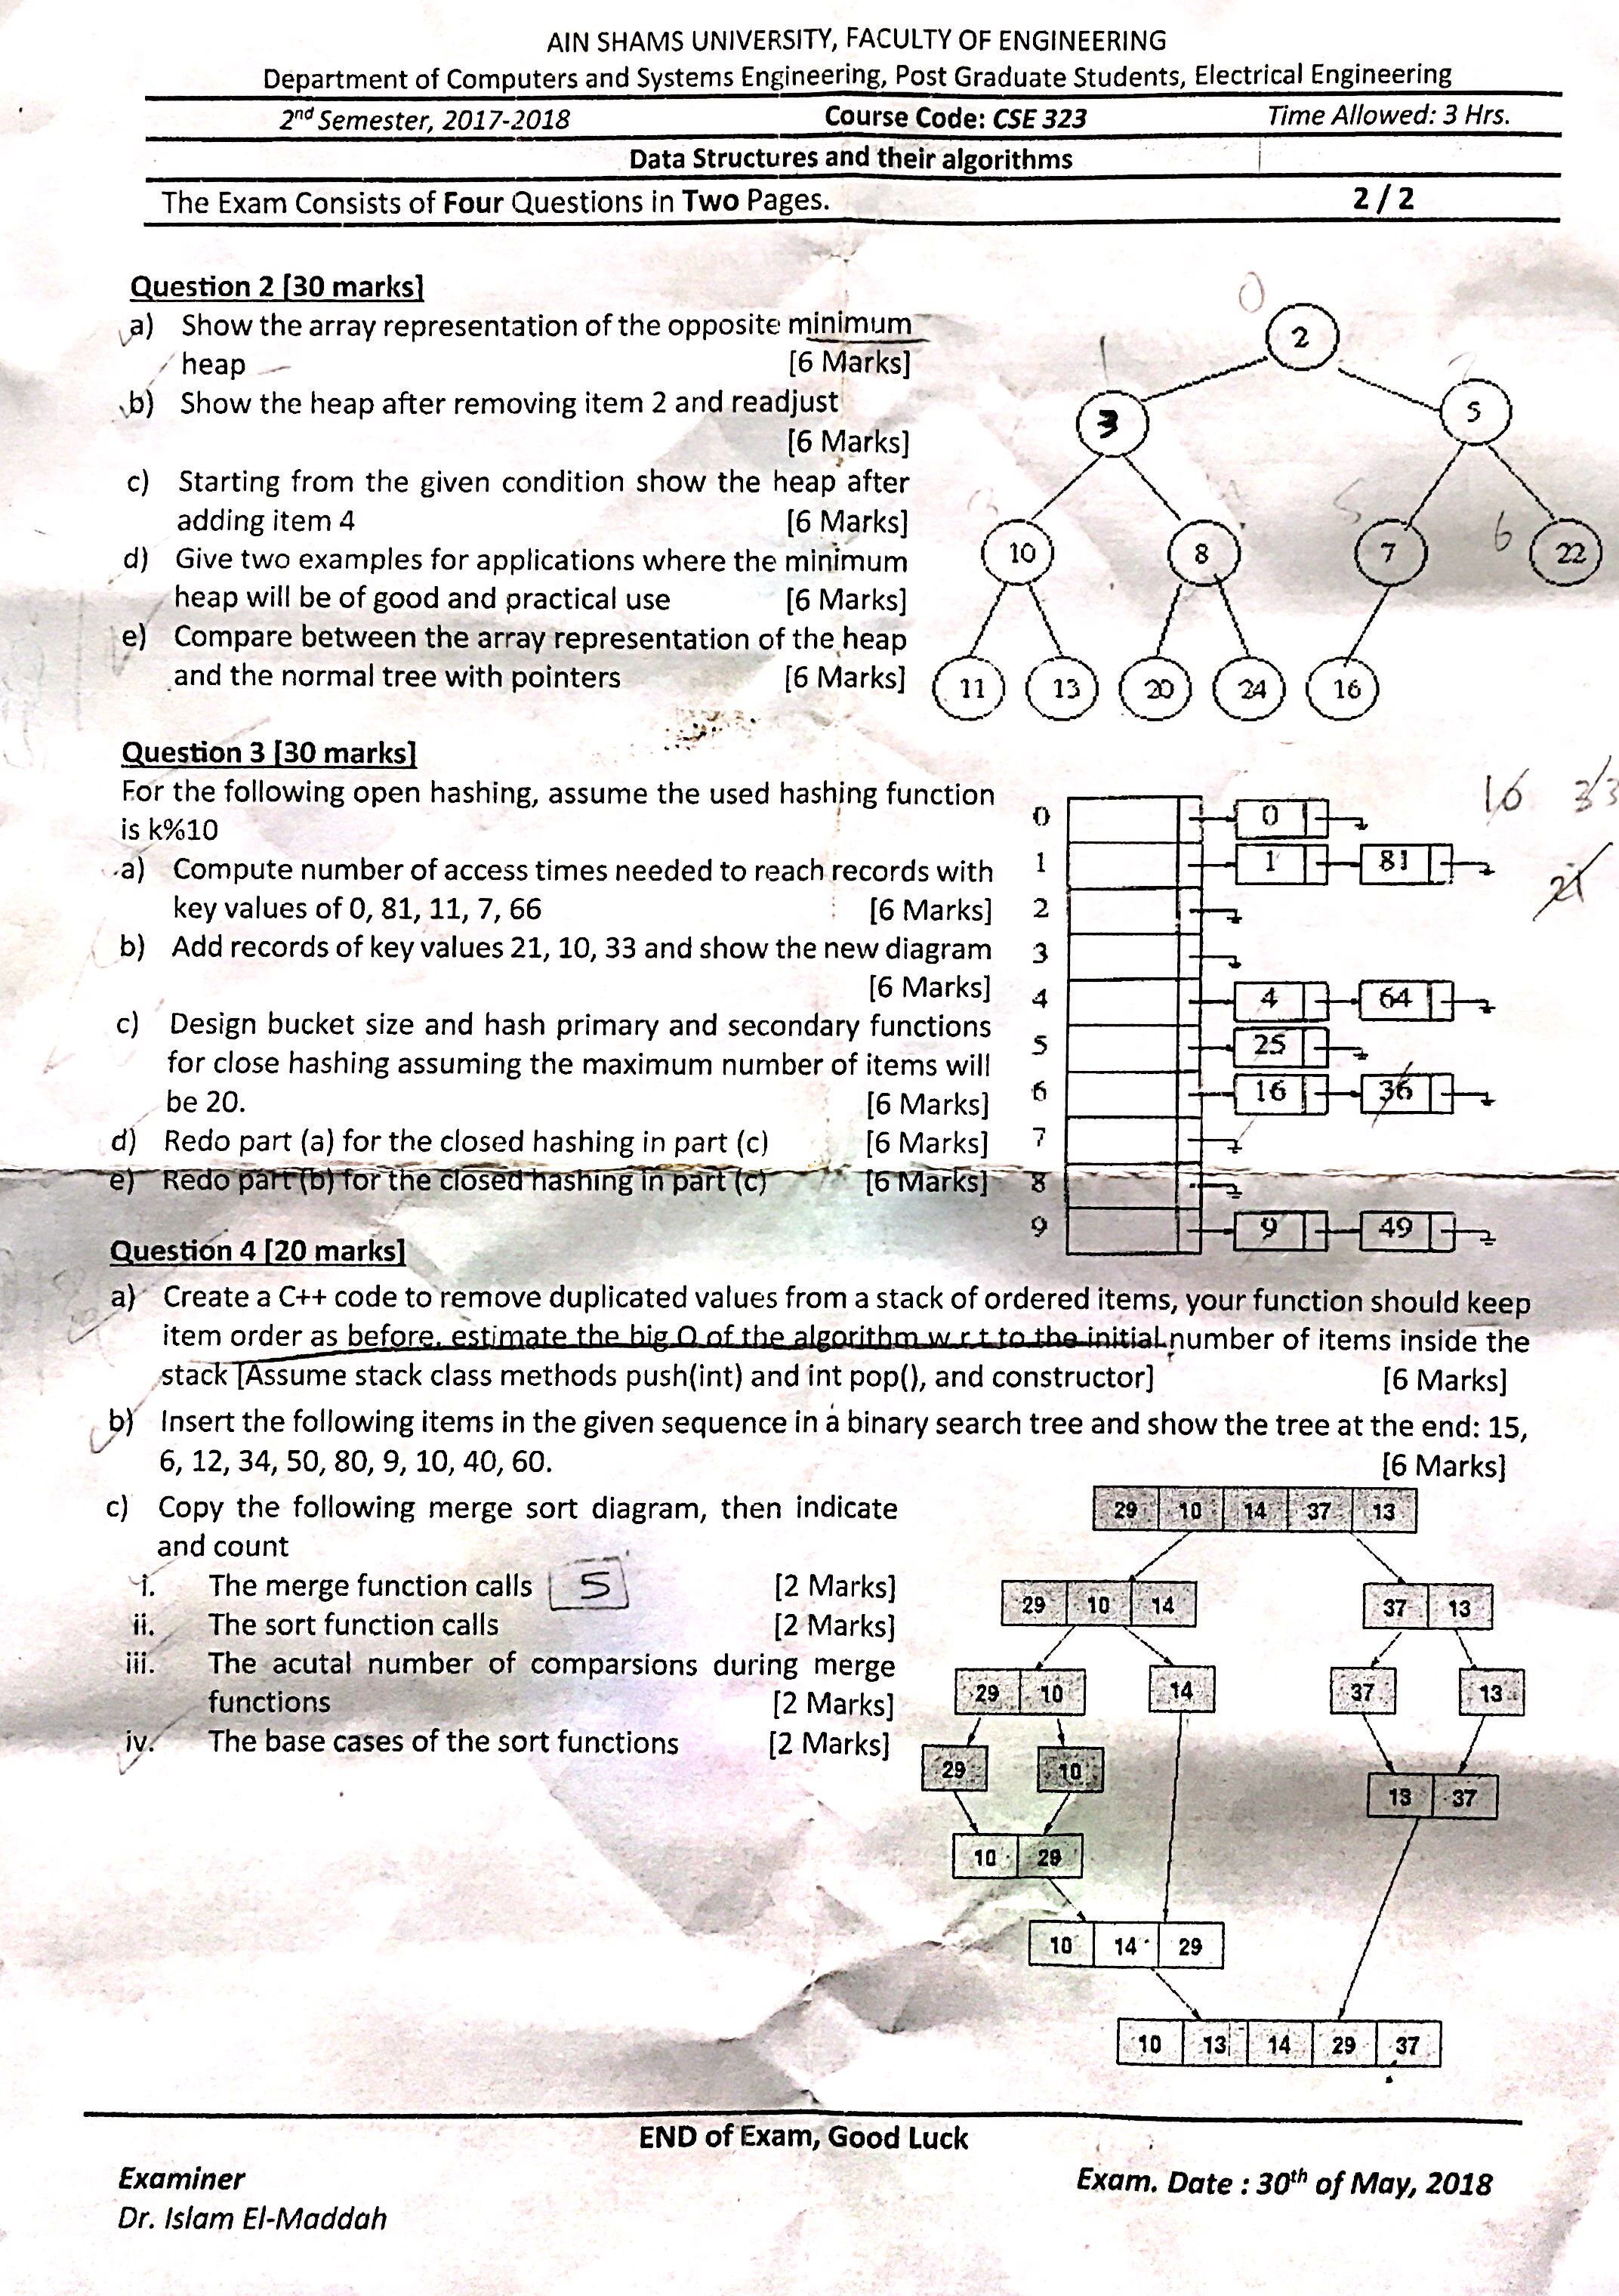 AIN SHAMS UNIVERSITY, FACULTY OF ENGINEERING
Department of Computers and Systems Engineering, Post Graduate Students, Electrical Engineering
2nd Semester, 2017-2018 Course Code: CSE 323 Time Allowed: 3 Hrs.
Data Structures and their algorithms
The Exam Consists of Four Questions in Two Pages. 2 / 2
Question 2 [30 marks]
a) Show the array representation of the opposite minimum
heap [6 Marks]
b) Show the heap after removing item 2 and readjust
[6 Marks]
c) Starting from the given condition show the heap after
adding item 4 [6 Marks]
d) Give two examples for applications where the minimum
heap will be of good and practical use [6 Marks]
e) Compare between the array representation of the heap
and the normal tree with pointers [6 Marks]
0
2
1
3 5
10 8 5 7 6 22
11 13 20 24 16
Question 3 [30 marks]
For the following open hashing, assume the used hashing function
is k%10
a) Compute number of access times needed to reach records with
key values of 0, 81, 11, 7, 66 [6 Marks]
b) Add records of key values 21, 10, 33 and show the new diagram
[6 Marks]
c) Design bucket size and hash primary and secondary functions
for close hashing assuming the maximum number of items will
be 20. [6 Marks]
d) Redo part (a) for the closed hashing in part (c) [6 Marks]
e) Redo part (b) for the closed hashing in part (c) [6 Marks]
0 0
1 1 81
2
3
4 4 64
5 25
6 16 36
7
8
9 9 49
16 33
21
Question 4 [20 marks]
a) Create a C++ code to remove duplicated values from a stack of ordered items, your function should keep
item order as before, estimate the big O of the algorithm w.r.t to the initial number of items inside the
stack [Assume stack class methods push(int) and int pop(), and constructor] [6 Marks]
b) Insert the following items in the given sequence in a binary search tree and show the tree at the end: 15,
6, 12, 34, 50, 80, 9, 10, 40, 60. [6 Marks]
c) Copy the following merge sort diagram, then indicate
and count
i. The merge function calls 5 [2 Marks]
ii. The sort function calls [2 Marks]
iii. The acutal number of comparsions during merge
functions [2 Marks]
iv. The base cases of the sort functions [2 Marks]
29 10 14 37 13
29 10 14 37 13
29 10 14 37 13
29 10
13 37
10 29
10 14 29
10 13 14 29 37
END of Exam, Good Luck
Examiner Exam. Date : 30th of May, 2018
Dr. Islam El-Maddah